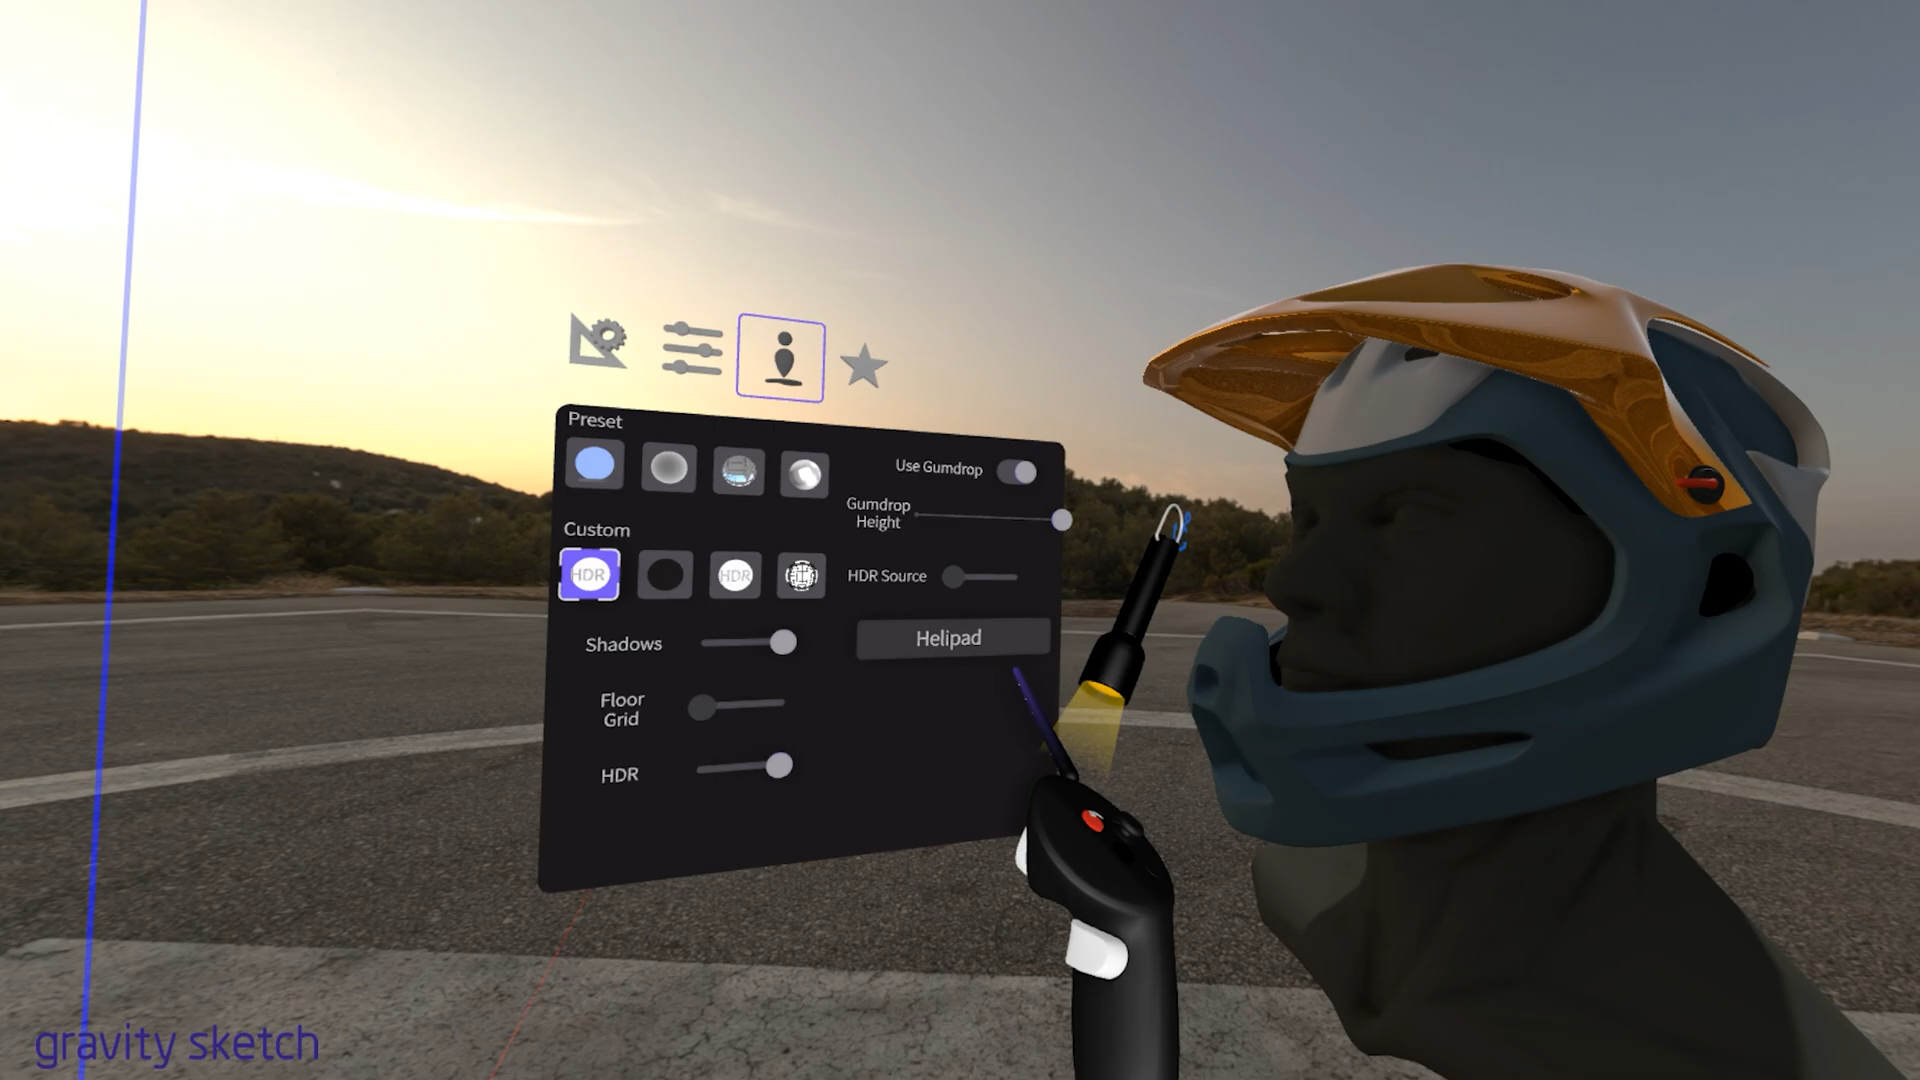 Preset
Use Gumdrop
Gumdrop
Height
Custom
HDR
HDR
HDR Source
Shadows
Helipad
Floor
Grid
HDR
gravity sketch